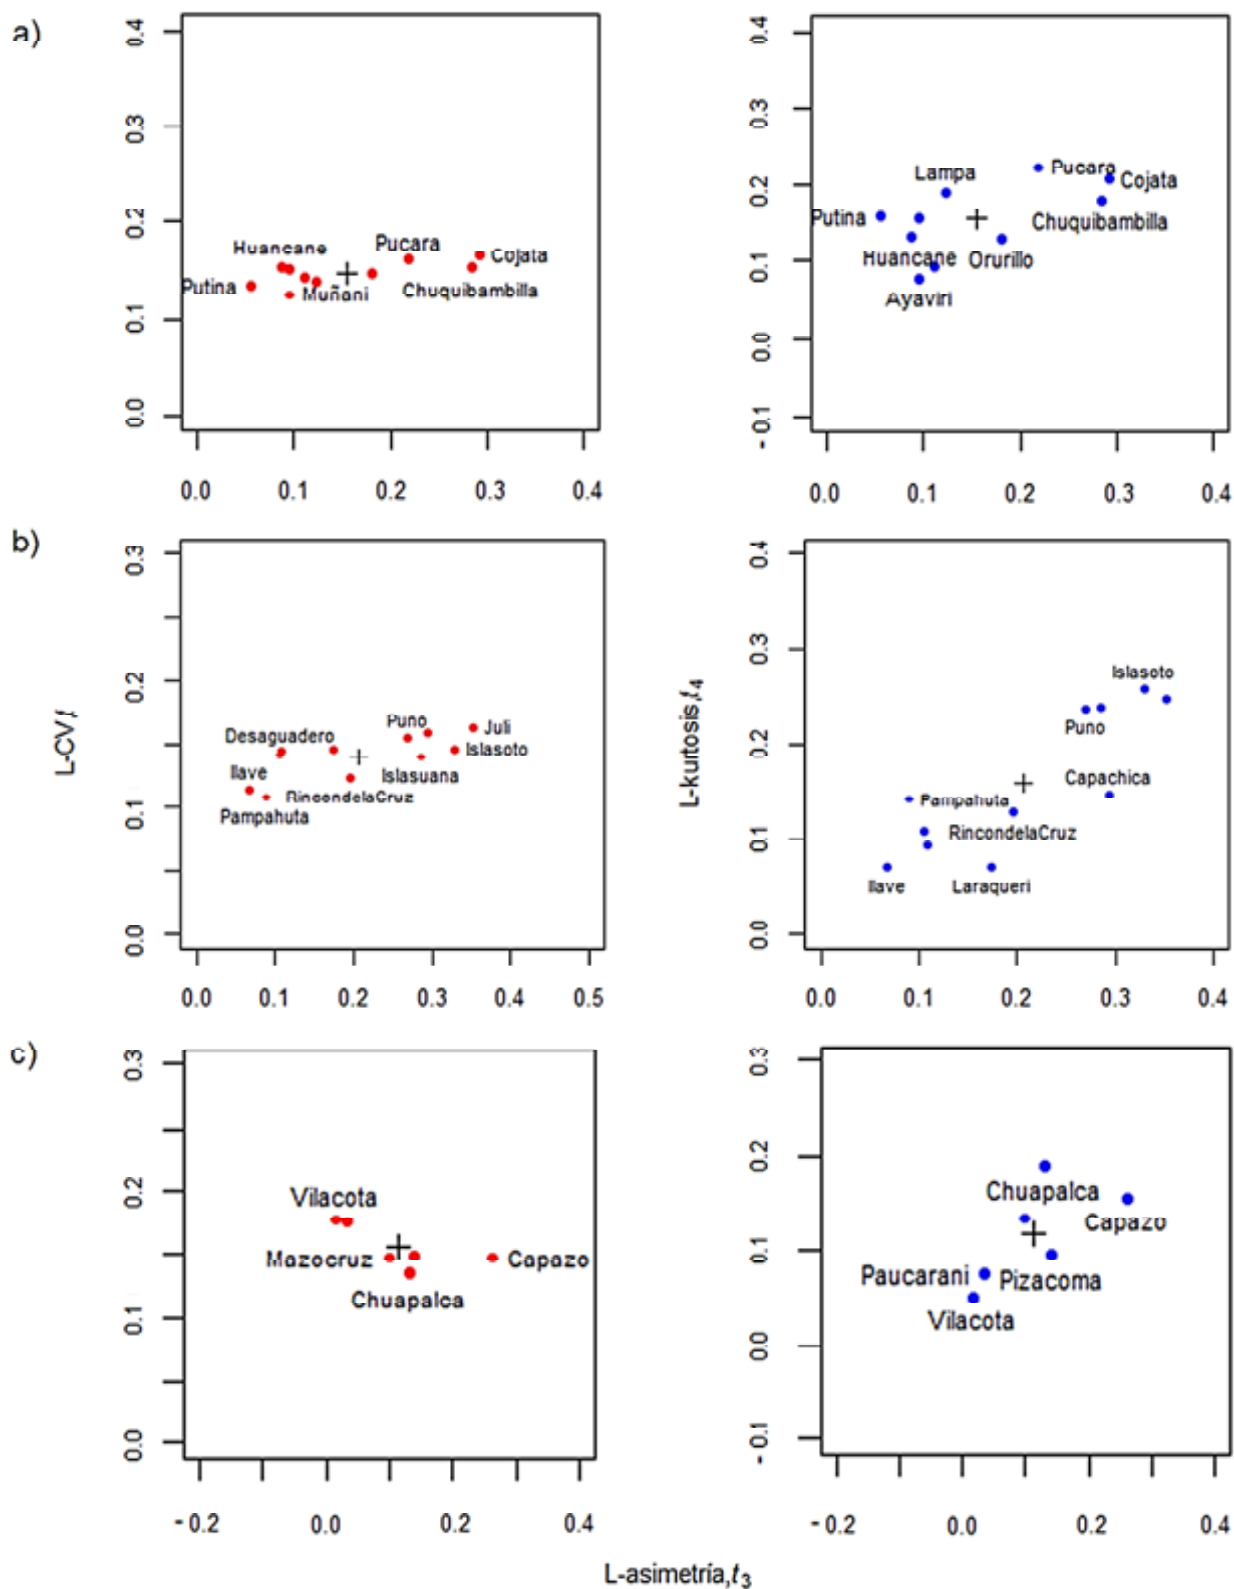 a)
0.4
0.3
0.2
0.1
0.0
Huancane
Pucara
Cojata
Putina
Muñani
Chuquibambilla
0.0 0.1 0.2 0.3 0.4
0.4
0.3
0.2
0.1
0.0
-0.1
Lampa
Pucara
Cojata
Putina
Chuquibambilla
Huancane
Orurillo
Ayaviri
0.0 0.1 0.2 0.3 0.4
b)
L-CV,t
0.3
0.2
0.1
0.0
Desaguadero
Puno
Juli
Islasoto
Ilave
Islasuana
RincondelaCruz
Pampahuta
0.0 0.1 0.2 0.3 0.4 0.5
L-kurtosis,t4
0.4
0.3
0.2
0.1
0.0
Islasoto
Puno
Capachica
Pampahuta
RincondelaCruz
Ilave
Laraqueri
0.0 0.1 0.2 0.3 0.4
c)
0.3
0.2
0.1
0.0
Vilacota
Mazocruz
Capazo
Chuapalca
-0.2 0.0 0.2 0.4
0.3
0.2
0.1
0.0
-0.1
Chuapalca
Capazo
Paucarani
Pizacoma
Vilacota
-0.2 0.0 0.2 0.4
L-asimetría,t3